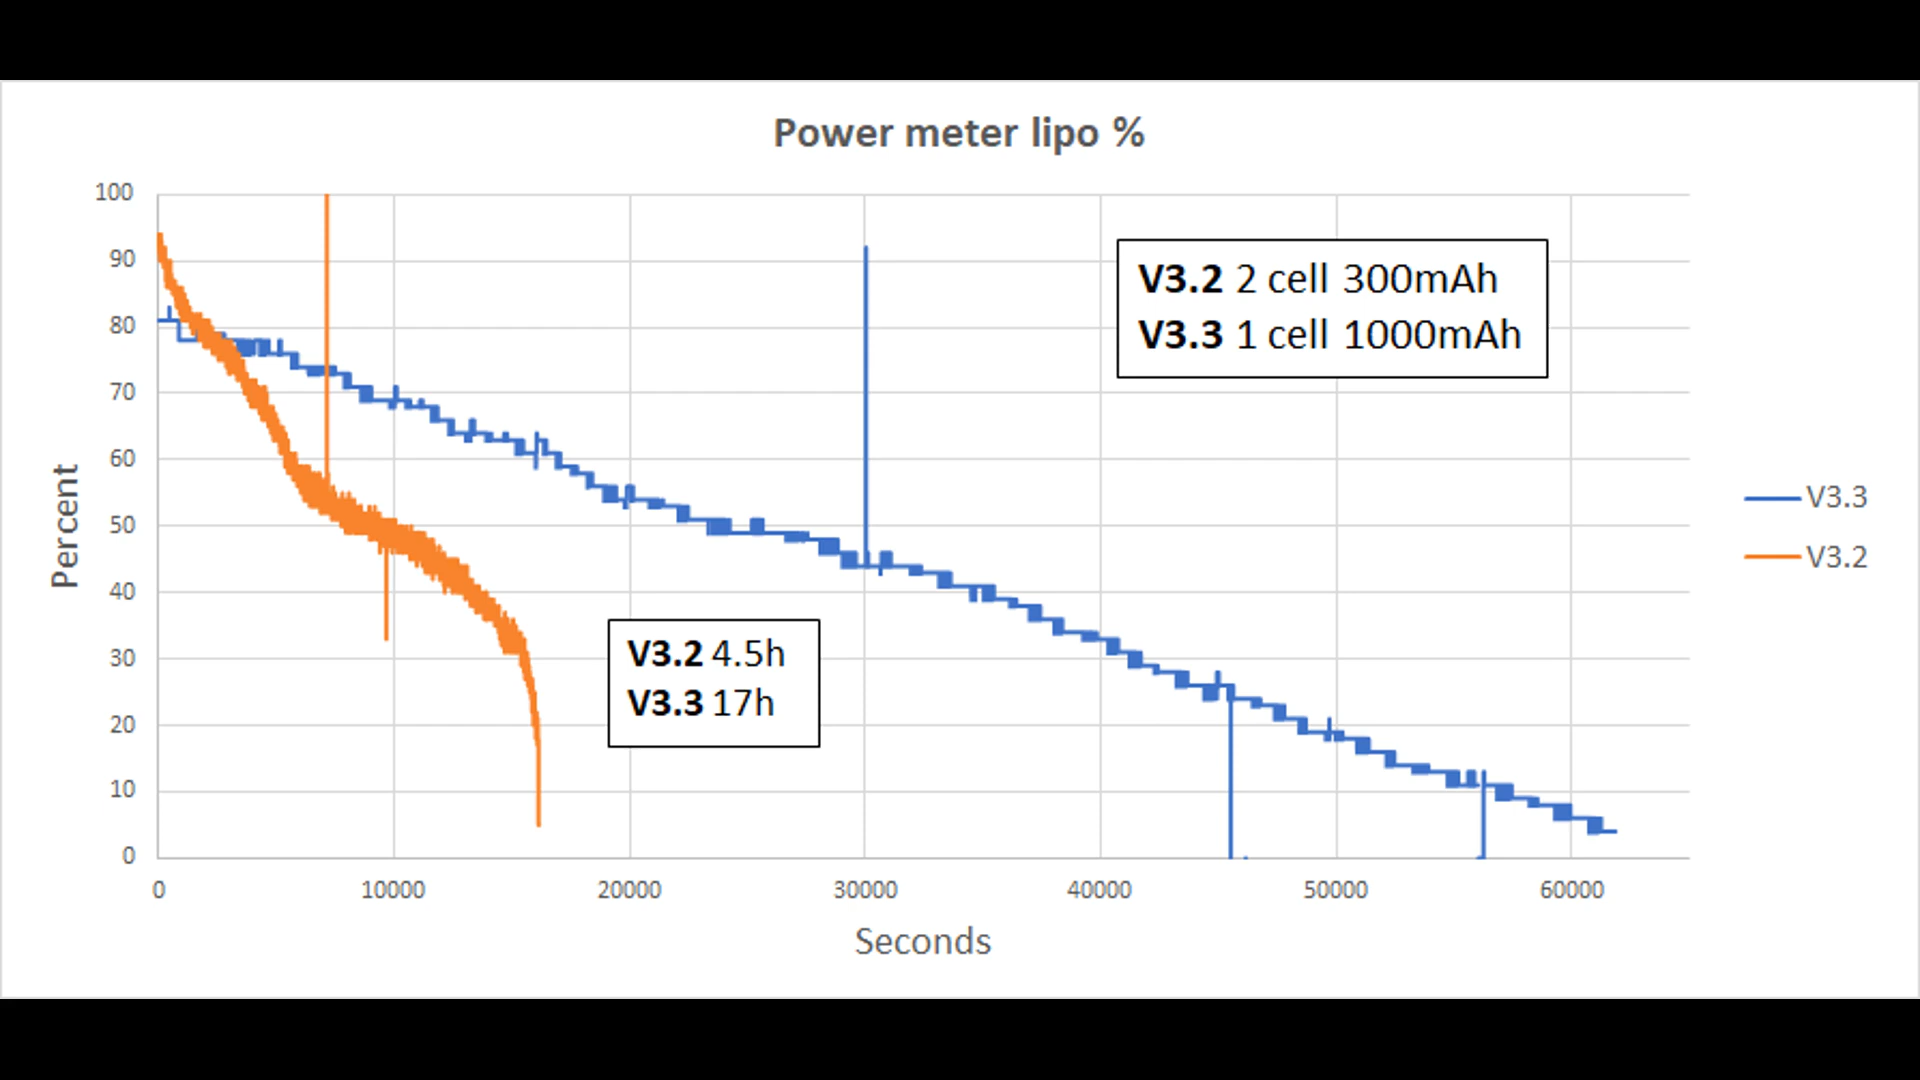 Power meter lipo %
100
90
80
70
60
50
40
30
20
10
0
Percent
0 10000 20000 30000 40000 50000 60000
Seconds
V3.2 2 cell 300mAh
V3.3 1 cell 1000mAh
V3.2 4.5h
V3.3 17h
V3.3
V3.2